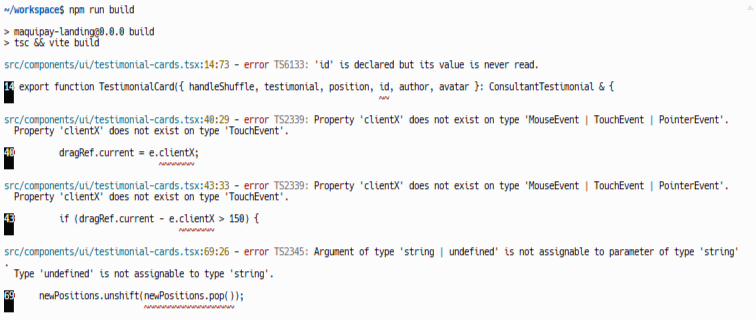 ~/workspace$ npm run build
> maquipay-landing@0.0.0 build
> tsc && vite build
src/components/ui/testimonial-cards.tsx:14:73 - error TS6133: 'id' is declared but its value is never read.
14 export function TestimonialCard({ handleShuffle, testimonial, position, id, author, avatar }: ConsultantTestimonial & {
src/components/ui/testimonial-cards.tsx:40:29 - error TS2339: Property 'clientX' does not exist on type 'MouseEvent | TouchEvent | PointerEvent'.
Property 'clientX' does not exist on type 'TouchEvent'.
40 dragRef.current = e.clientX;
src/components/ui/testimonial-cards.tsx:43:33 - error TS2339: Property 'clientX' does not exist on type 'MouseEvent | TouchEvent | PointerEvent'.
Property 'clientX' does not exist on type 'TouchEvent'.
43 if (dragRef.current - e.clientX > 150) {
src/components/ui/testimonial-cards.tsx:69:26 - error TS2345: Argument of type 'string | undefined' is not assignable to parameter of type 'string'
.
Type 'undefined' is not assignable to type 'string'.
69 newPositions.unshift(newPositions.pop());